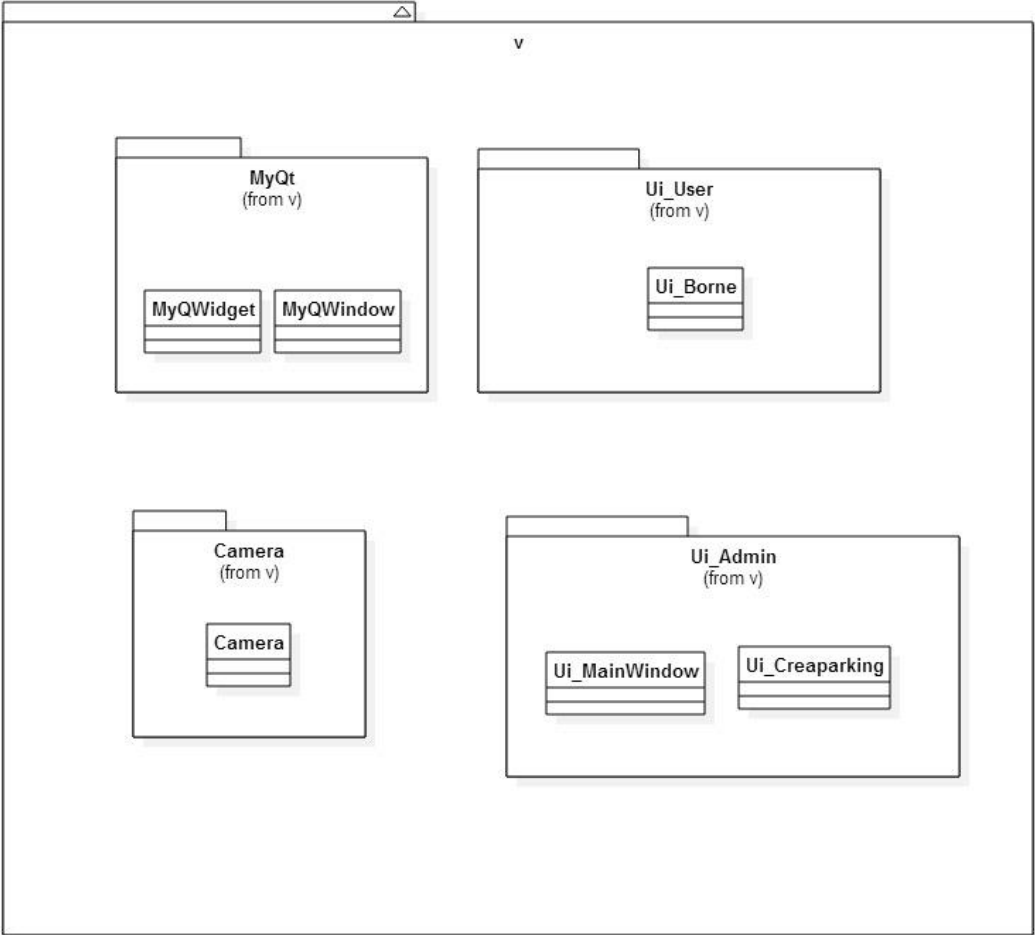 v
MyQt
(from v)
MyQWidget
MyQWindow
Ui_User
(from v)
Ui_Borne
Camera
(from v)
Camera
Ui_Admin
(from v)
Ui_MainWindow
Ui_Creaparking